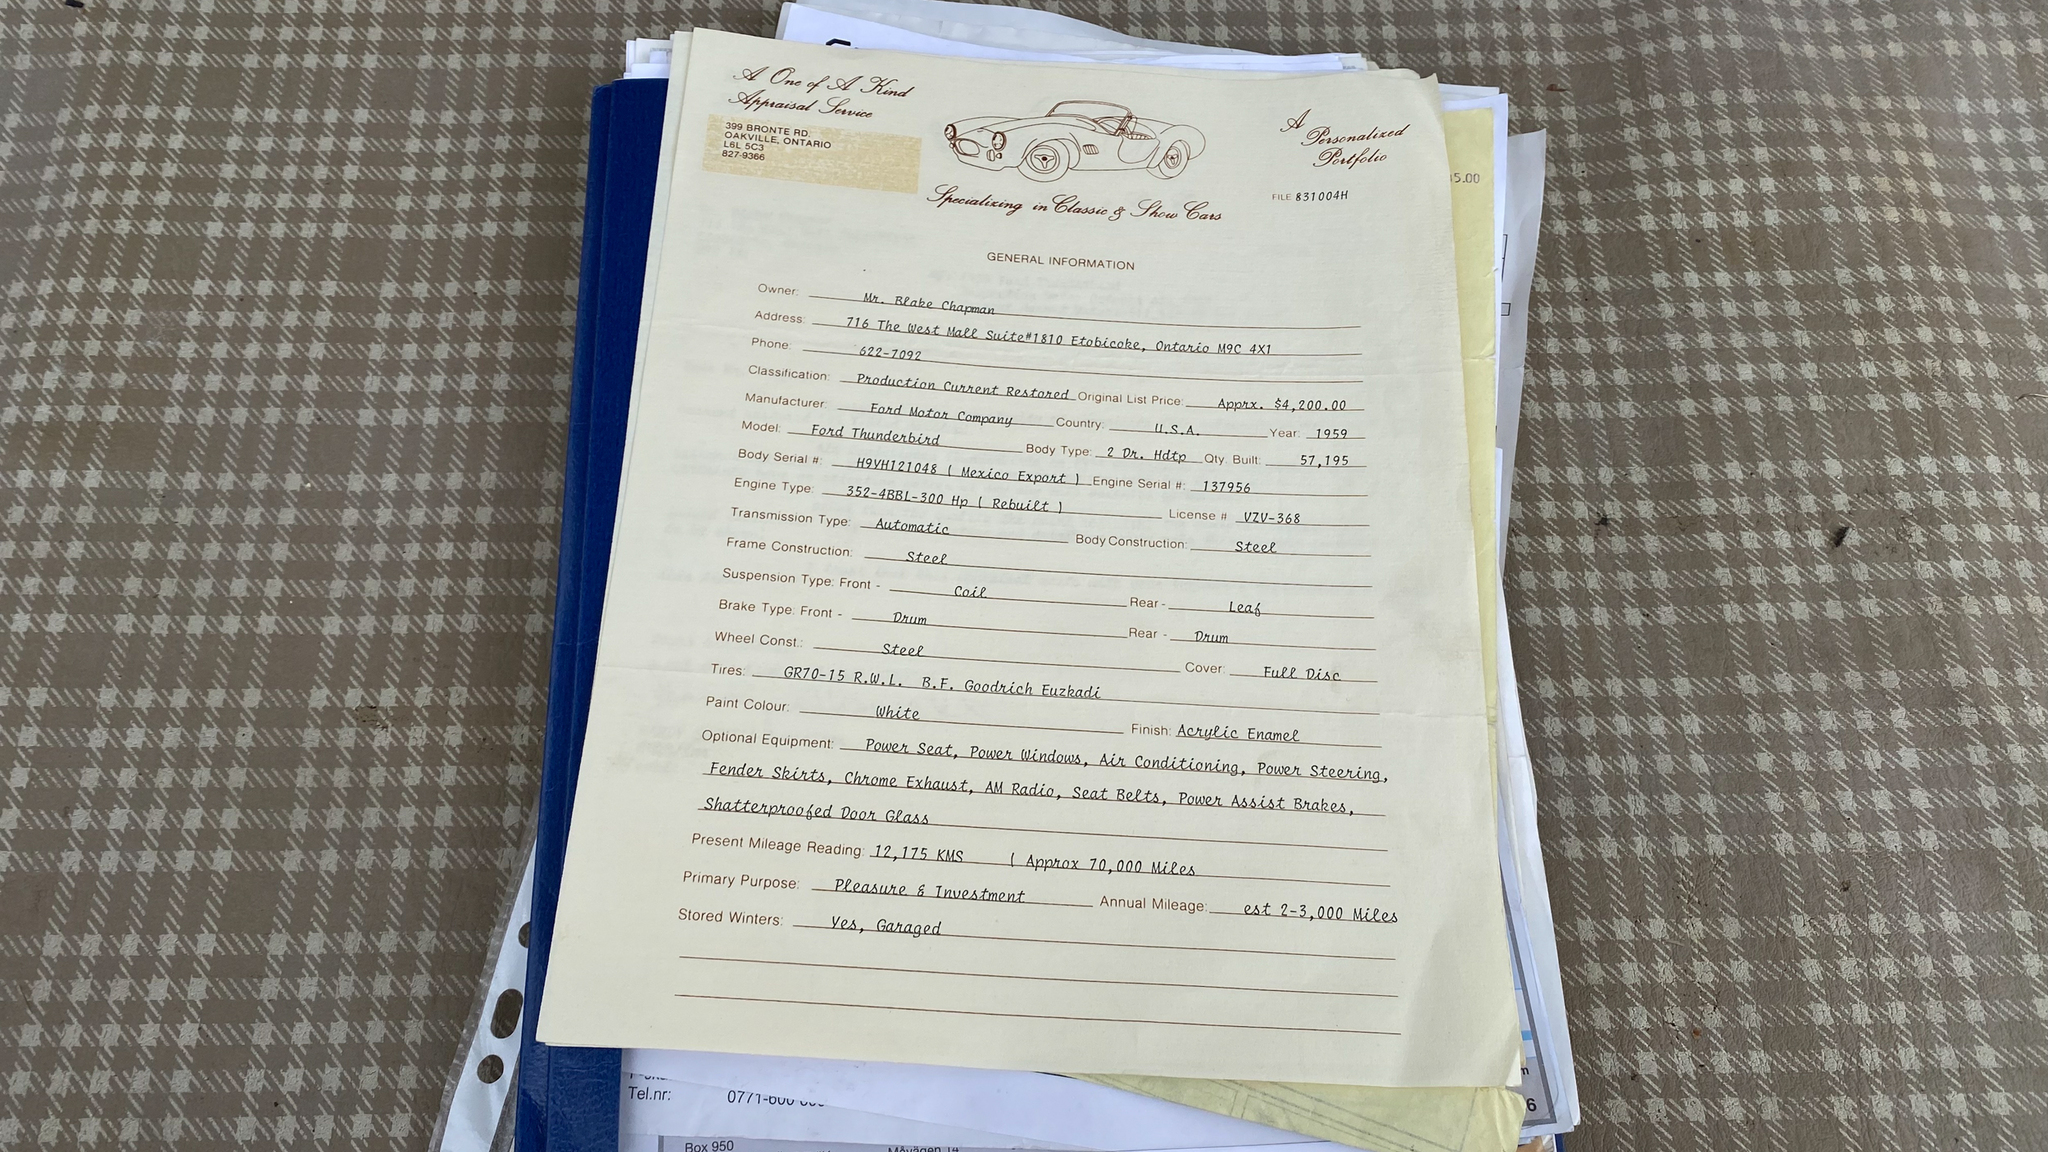 A One of A Kind
Appraisal Service
399 BRONTE RD.
OAKVILLE, ONTARIO
L6L 5C3
827-9366
Specializing in Classic & Show Cars
A
Personalized
Portfolio
FILE 831004H
5.00
GENERAL INFORMATION
Owner: Mr. Blake Chapman
Address: 716 The West Mall Suite#1810 Etobicoke, Ontario M9C 4X1
Phone: 622-7092
Classification: Production Current Restored Original List Price: Apprx. $4,200.00
Manufacturer: Ford Motor Company Country: U.S.A. Year: 1959
Model: Ford Thunderbird Body Type: 2 Dr. Hdtp Qty. Built: 57,195
Body Serial #: H9VH121048 ( Mexico Export ) Engine Serial #: 137956
Engine Type: 352-4BBL-300 Hp ( Rebuilt ) License # VZV-368
Transmission Type: Automatic Body Construction: Steel
Frame Construction: Steel
Suspension Type: Front - Coil Rear - Leaf
Brake Type: Front - Drum Rear - Drum
Wheel Const.: Steel Cover: Full Disc
Tires: GR70-15 R.W.L. B.F. Goodrich Euzkadi
Paint Colour: White Finish: Acrylic Enamel
Optional Equipment: Power Seat, Power Windows, Air Conditioning, Power Steering,
Fender Skirts, Chrome Exhaust, AM Radio, Seat Belts, Power Assist Brakes,
Shatterproofed Door Glass
Present Mileage Reading: 12,175 KMS ( Approx 70,000 Miles
Primary Purpose: Pleasure & Investment Annual Mileage: est 2-3,000 Miles
Stored Winters: Yes, Garaged
Tel.nr: 0771-600
6
Box 950